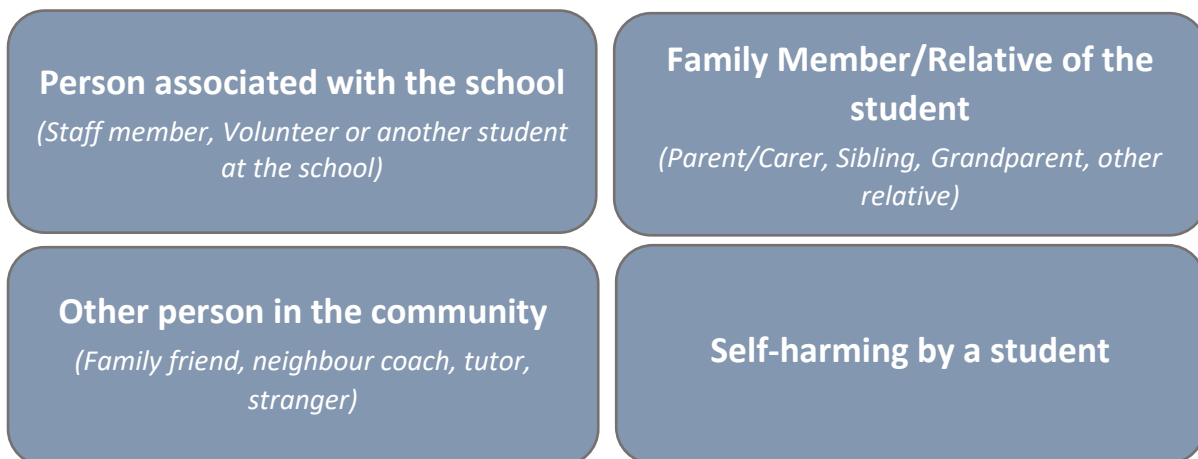 Person associated with the school
(Staff member, Volunteer or another student
at the school)
Family Member/Relative of the
student
(Parent/Carer, Sibling, Grandparent, other
relative)
Other person in the community
(Family friend, neighbour coach, tutor,
stranger)
Self-harming by a student